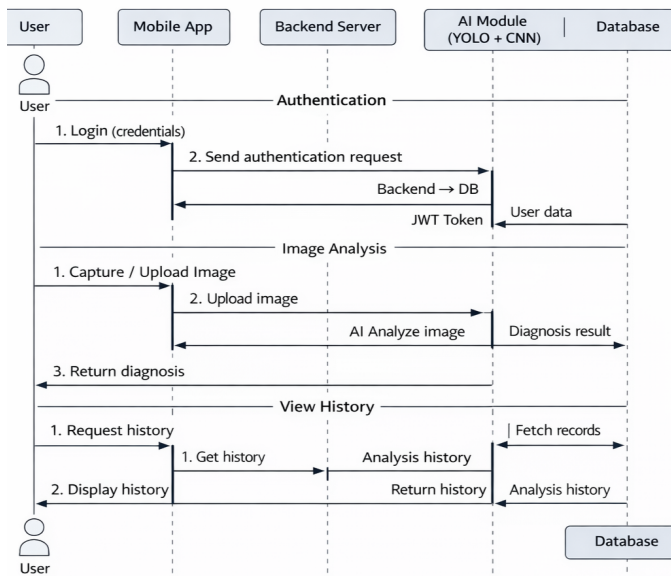 User
Mobile App
Backend Server
AI Module
(YOLO + CNN)
Database
User
Authentication
1. Login (credentials)
2. Send authentication request
Backend → DB
JWT Token
User data
Image Analysis
1. Capture / Upload Image
2. Upload image
AI Analyze image
Diagnosis result
3. Return diagnosis
View History
1. Request history
Fetch records
1. Get history
Analysis history
2. Display history
Return history
Analysis history
User
Database